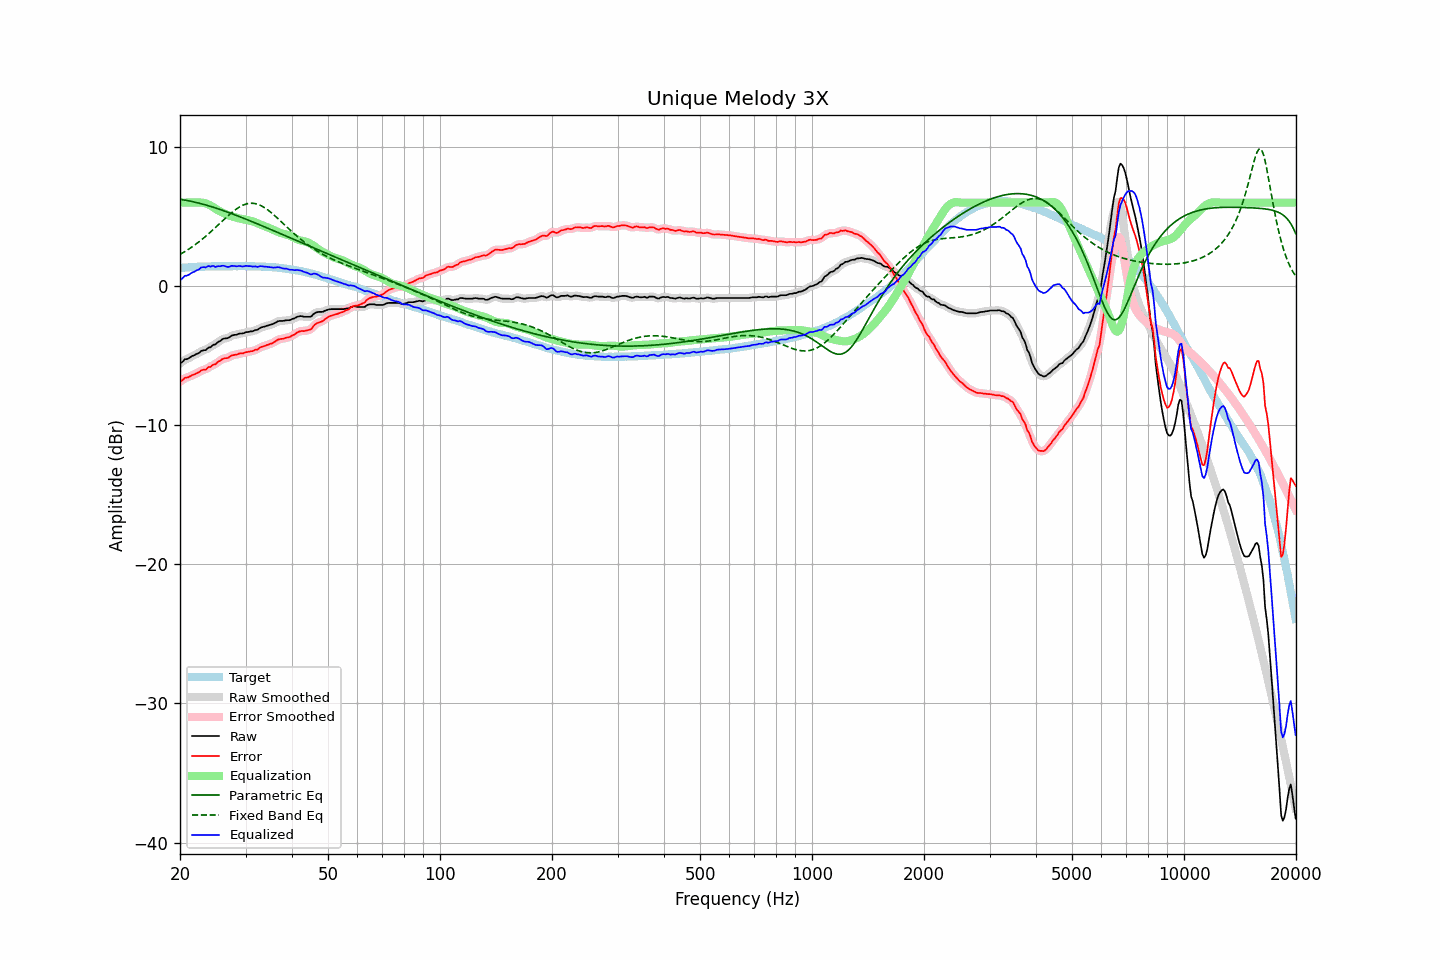 Unique Melody 3X
Amplitude (dBr)
10
0
−10
−20
−30
−40
Target
Raw Smoothed
Error Smoothed
Raw
Error
Equalization
Parametric Eq
Fixed Band Eq
Equalized
20 50 100 200 500 1000 2000 5000 10000 20000
Frequency (Hz)